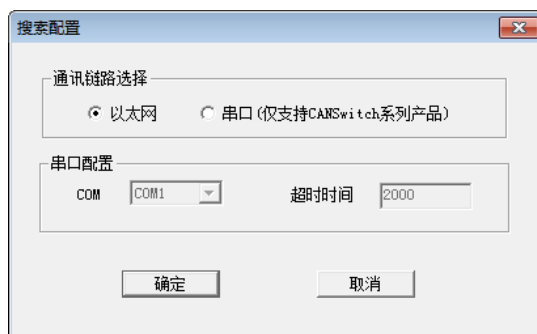 搜索配置
通讯链路选择
以太网 串口(仅支持CANSwitch系列产品)
串口配置
COM COM1 超时时间 2000
确定 取消